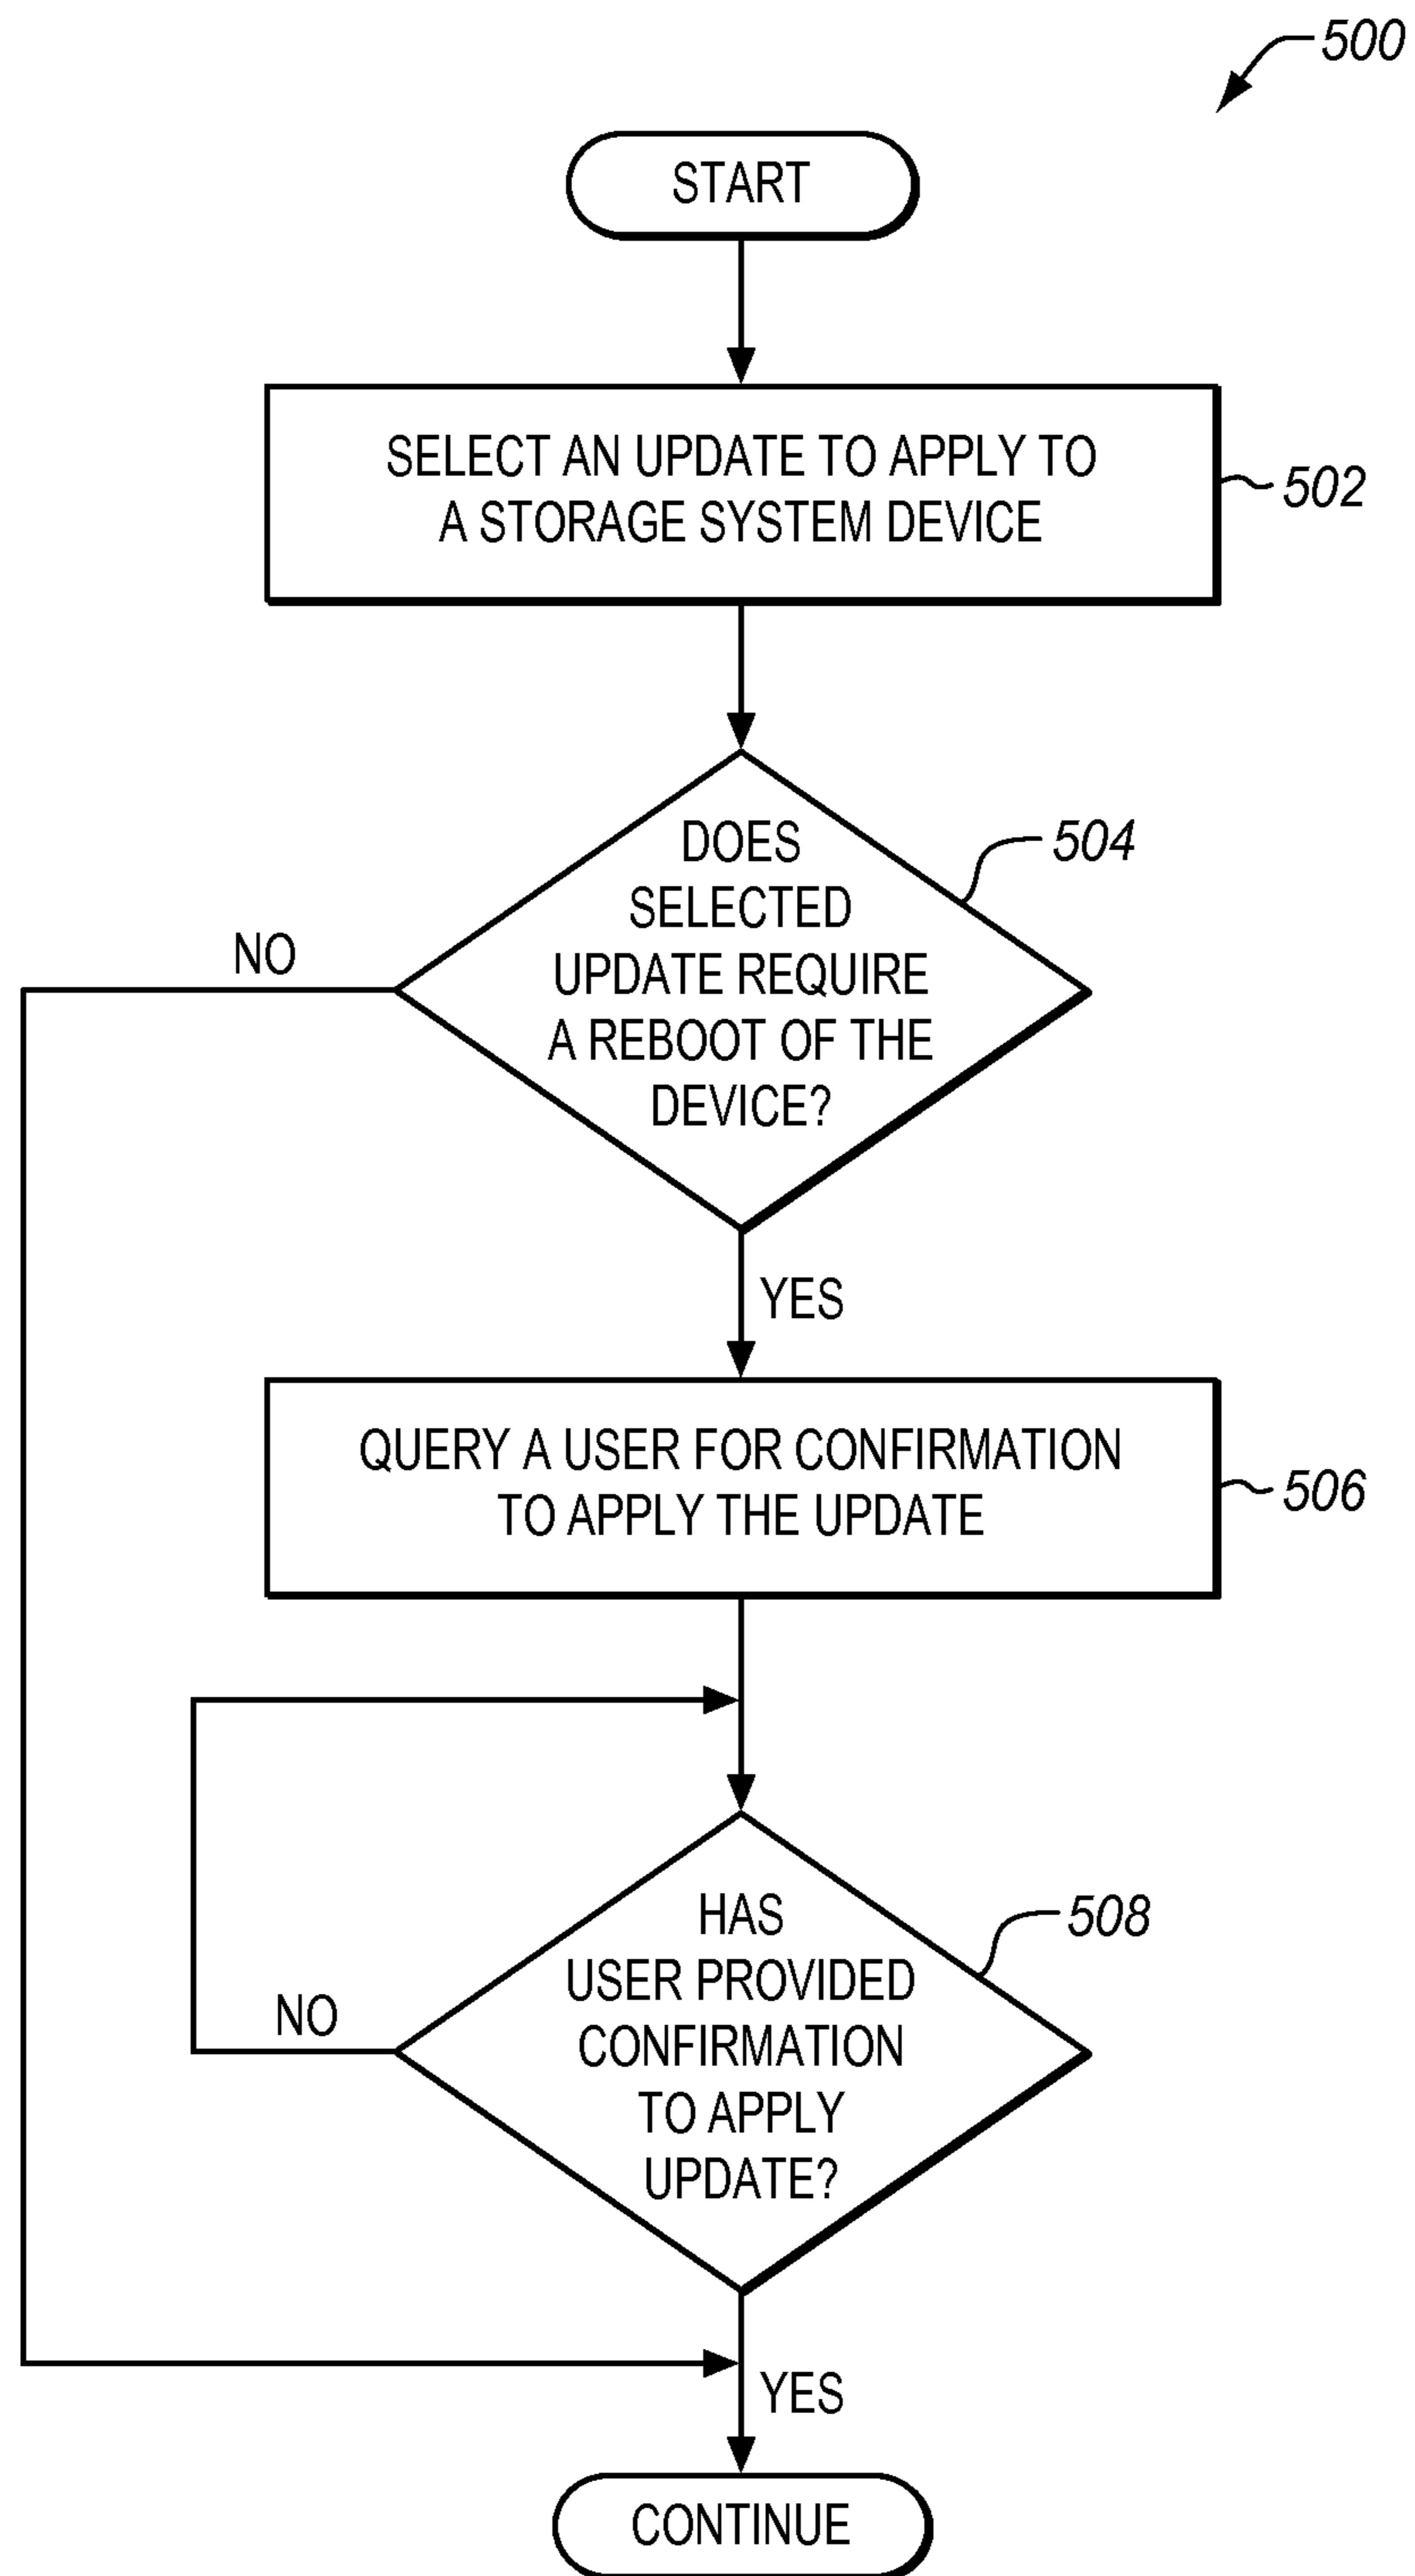 500
START
SELECT AN UPDATE TO APPLY TO
A STORAGE SYSTEM DEVICE
502
DOES
SELECTED
UPDATE REQUIRE
A REBOOT OF THE
DEVICE?
504
NO
YES
QUERY A USER FOR CONFIRMATION
TO APPLY THE UPDATE
506
HAS
USER PROVIDED
CONFIRMATION
TO APPLY
UPDATE?
508
NO
YES
CONTINUE